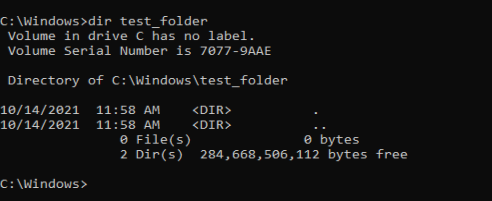 C:\Windows>dir test_folder
 Volume in drive C has no label.
 Volume Serial Number is 7077-9AAE
 Directory of C:\Windows\test_folder
10/14/2021  11:58 AM    <DIR>          .
10/14/2021  11:58 AM    <DIR>          ..
               0 File(s)              0 bytes
               2 Dir(s)  284,668,506,112 bytes free
C:\Windows>